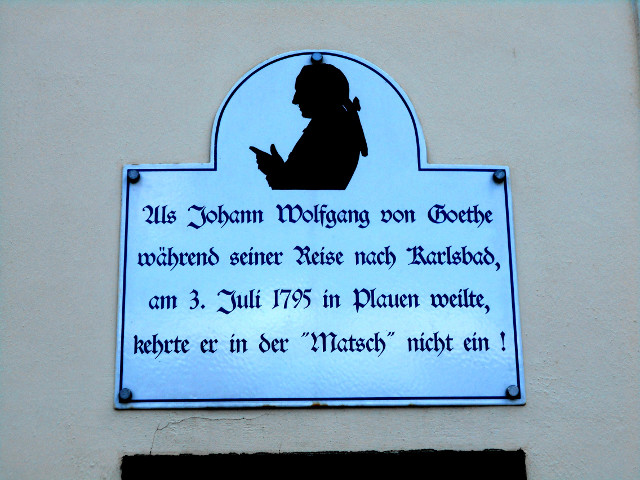 Als Johann Wolfgang von Goethe
während seiner Reise nach Karlsbad,
am 3. Juli 1795 in Plauen weilte,
kehrte er in der "Matsch" nicht ein !